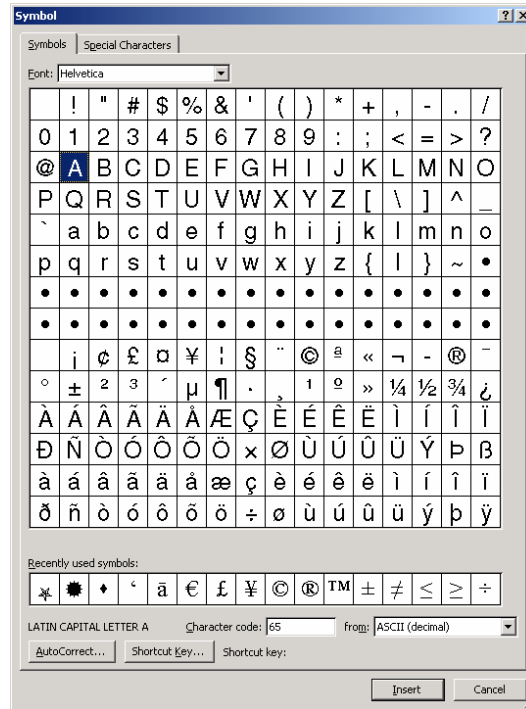 Symbol
Symbols Special Characters
Font: Helvetica
! " # $ % & ' ( ) * + , - . /
0 1 2 3 4 5 6 7 8 9 : ; < = > ?
@ A B C D E F G H I J K L M N O
P Q R S T U V W X Y Z [ \ ] ^ _
` a b c d e f g h i j k l m n o
p q r s t u v w x y z { | } ~ •
• • • • • • • • • • • • • • • •
• • • • • • • • • • • • • • • •
¡ ¢ £ ¤ ¥ ¦ § ¨ © ª « ¬ - ® ¯
° ± ² ³ ´ µ ¶ · ¸ ¹ º » ¼ ½ ¾ ¿
À Á Â Ã Ä Å Æ Ç È É Ê Ë Ì Í Î Ï
Ð Ñ Ò Ó Ô Õ Ö × Ø Ù Ú Û Ü Ý Þ ß
à á â ã ä å æ ç è é ê ë ì í î ï
ð ñ ò ó ô õ ö ÷ ø ù ú û ü ý þ ÿ
Recently used symbols:
♦ ‘ ā € £ ¥ © ® ™ ± ≠ ≤ ≥ ÷
LATIN CAPITAL LETTER A Character code: 65 from: ASCII (decimal)
AutoCorrect... Shortcut Key... Shortcut key:
Insert Cancel